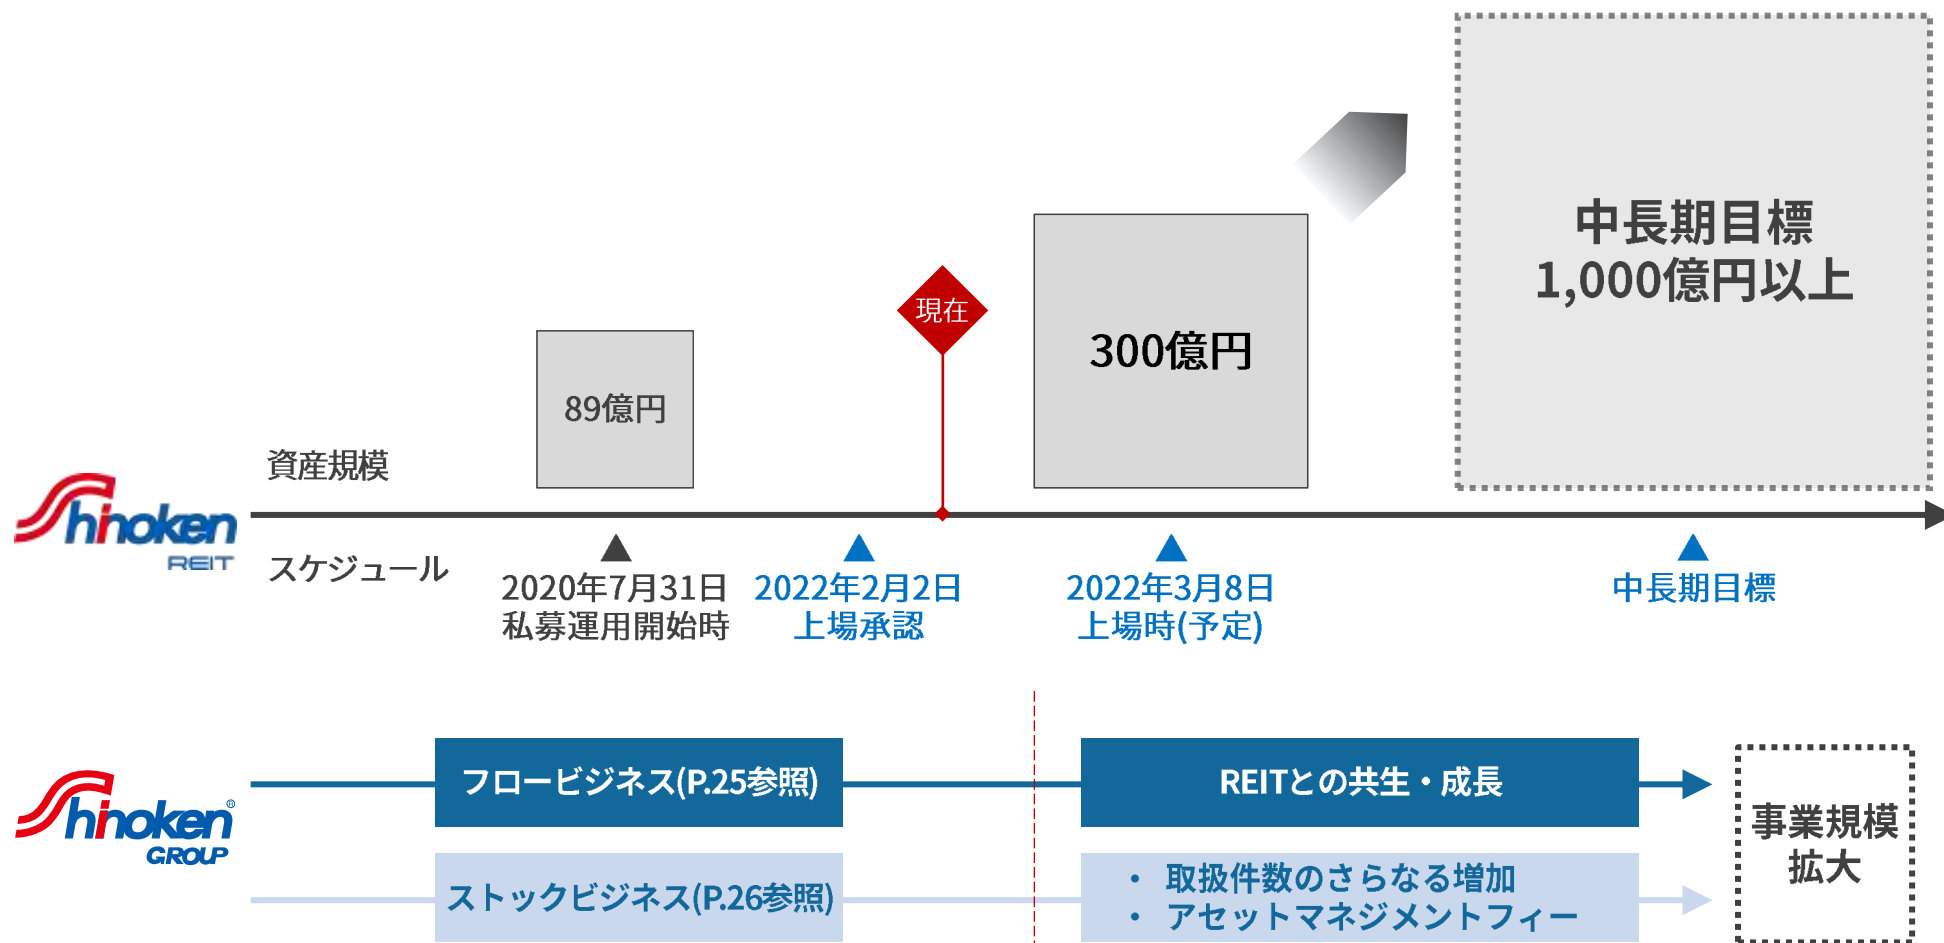 中長期目標
1,000億円以上
現在
300億円
89億円
資産規模
Shinoken
REIT
スケジュール
2020年7月31日
私募運用開始時
2022年2月2日
上場承認
2022年3月8日
上場時(予定)
中長期目標
フロービジネス(P.25参照)
REITとの共生・成長
Shinoken®
GROUP
事業規模
拡大
ストックビジネス(P.26参照)
• 取扱件数のさらなる増加
• アセットマネジメントフィー